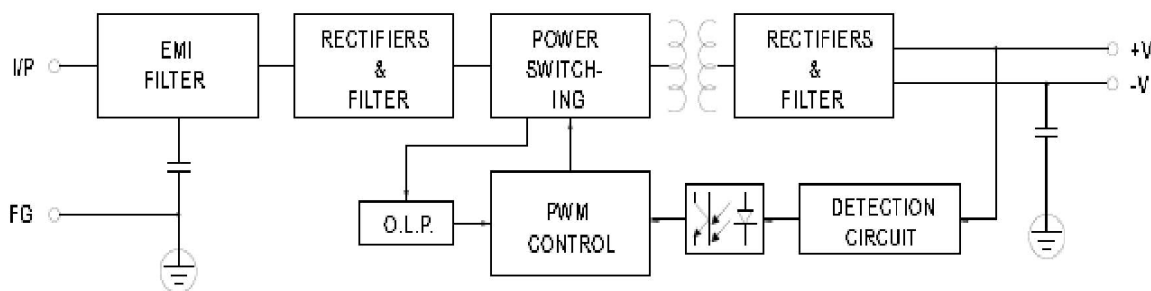 I/P
EMI
FILTER
RECTIFIERS
&
FILTER
POWER
SWITCH-
ING
RECTIFIERS
&
FILTER
+V
-V
FG
O.L.P.
PWM
CONTROL
DETECTION
CIRCUIT